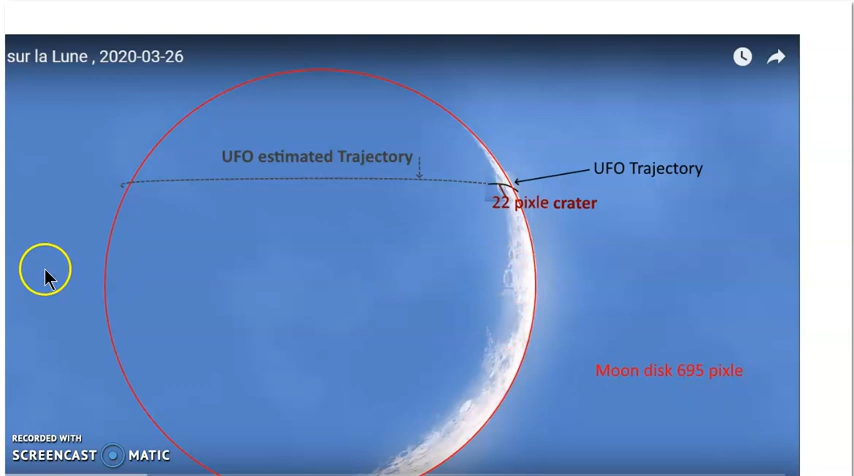 sur la Lune , 2020-03-26
UFO estimated Trajectory
UFO Trajectory
22 pixle crater
Moon disk 695 pixle
RECORDED WITH
SCREENCAST MATIC